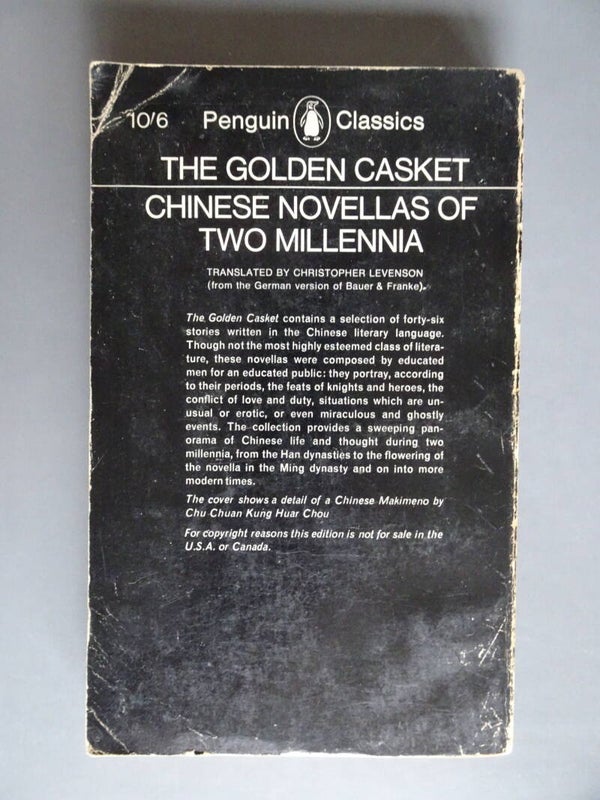 10/6 Penguin Classics
THE GOLDEN CASKET
CHINESE NOVELLAS OF
TWO MILLENNIA
TRANSLATED BY CHRISTOPHER LEVENSON
(from the German version of Bauer & Franke).
The Golden Casket contains a selection of forty-six
stories written in the Chinese literary language.
Though not the most highly esteemed class of litera-
ture, these novellas were composed by educated
men for an educated public: they portray, according
to their periods, the feats of knights and heroes, the
conflict of love and duty, situations which are un-
usual or erotic, or even miraculous and ghostly
events. The collection provides a sweeping pan-
orama of Chinese life and thought during two
millennia, from the Han dynasties to the flowering of
the novella in the Ming dynasty and on into more
modern times.
The cover shows a detail of a Chinese Makimeno by
Chu Chuan Kung Huar Chou
For copyright reasons this edition is not for sale in the
U.S.A. or Canada.